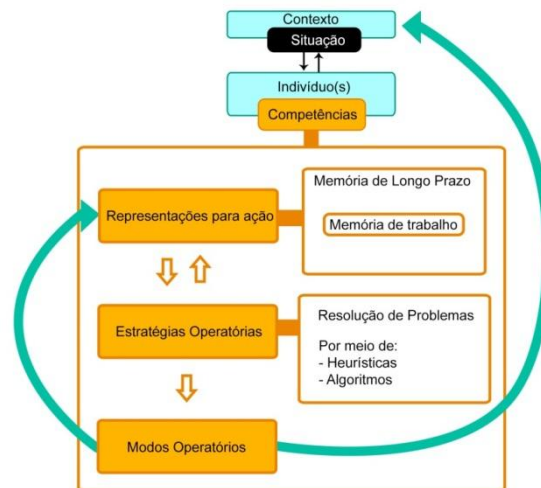 Contexto
Situação
Indivíduo(s)
Competências
Representações para ação
Memória de Longo Prazo
Memória de trabalho
Estratégias Operatórias
Resolução de Problemas
Por meio de:
- Heurísticas
- Algoritmos
Modos Operatórios